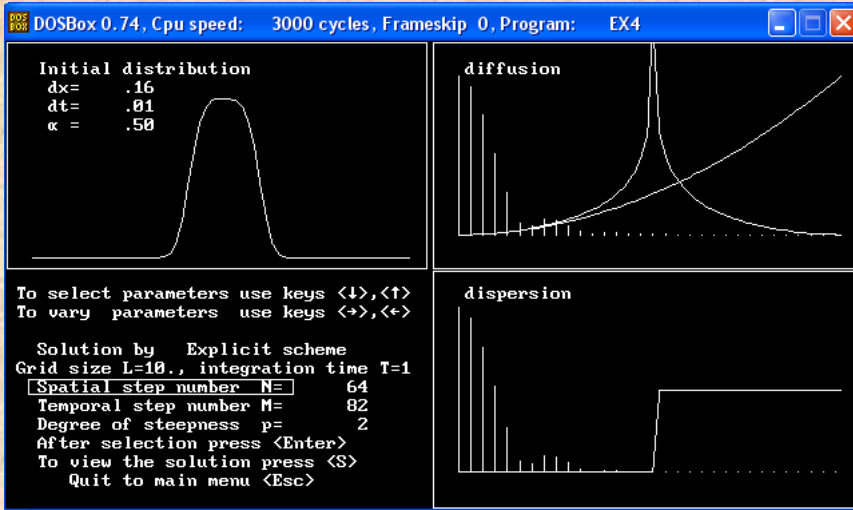 DOSBox 0.74, Cpu speed: 3000 cycles, Frameskip 0, Program: EX4
Initial distribution
dx= .16
dt= .01
α = .50
diffusion
To select parameters use keys <↓>,<↑>
To vary parameters use keys <→>,<←>
Solution by Explicit scheme
Grid size L=10., integration time T=1
Spatial step number N= 64
Temporal step number M= 82
Degree of steepness p= 2
After selection press <Enter>
To view the solution press <S>
Quit to main menu <Esc>
dispersion